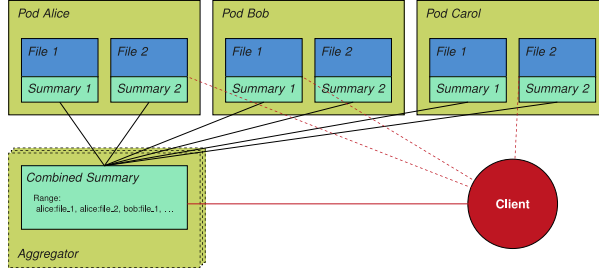 Pod Alice
Pod Bob
Pod Carol
File 1
File 2
File 1
File 2
File 1
File 2
Summary 1
Summary 2
Summary 1
Summary 2
Summary 1
Summary 2
Combined Summary
Range:
alice:file_1, alice:file_2, bob:file_1, ...
Client
Aggregator